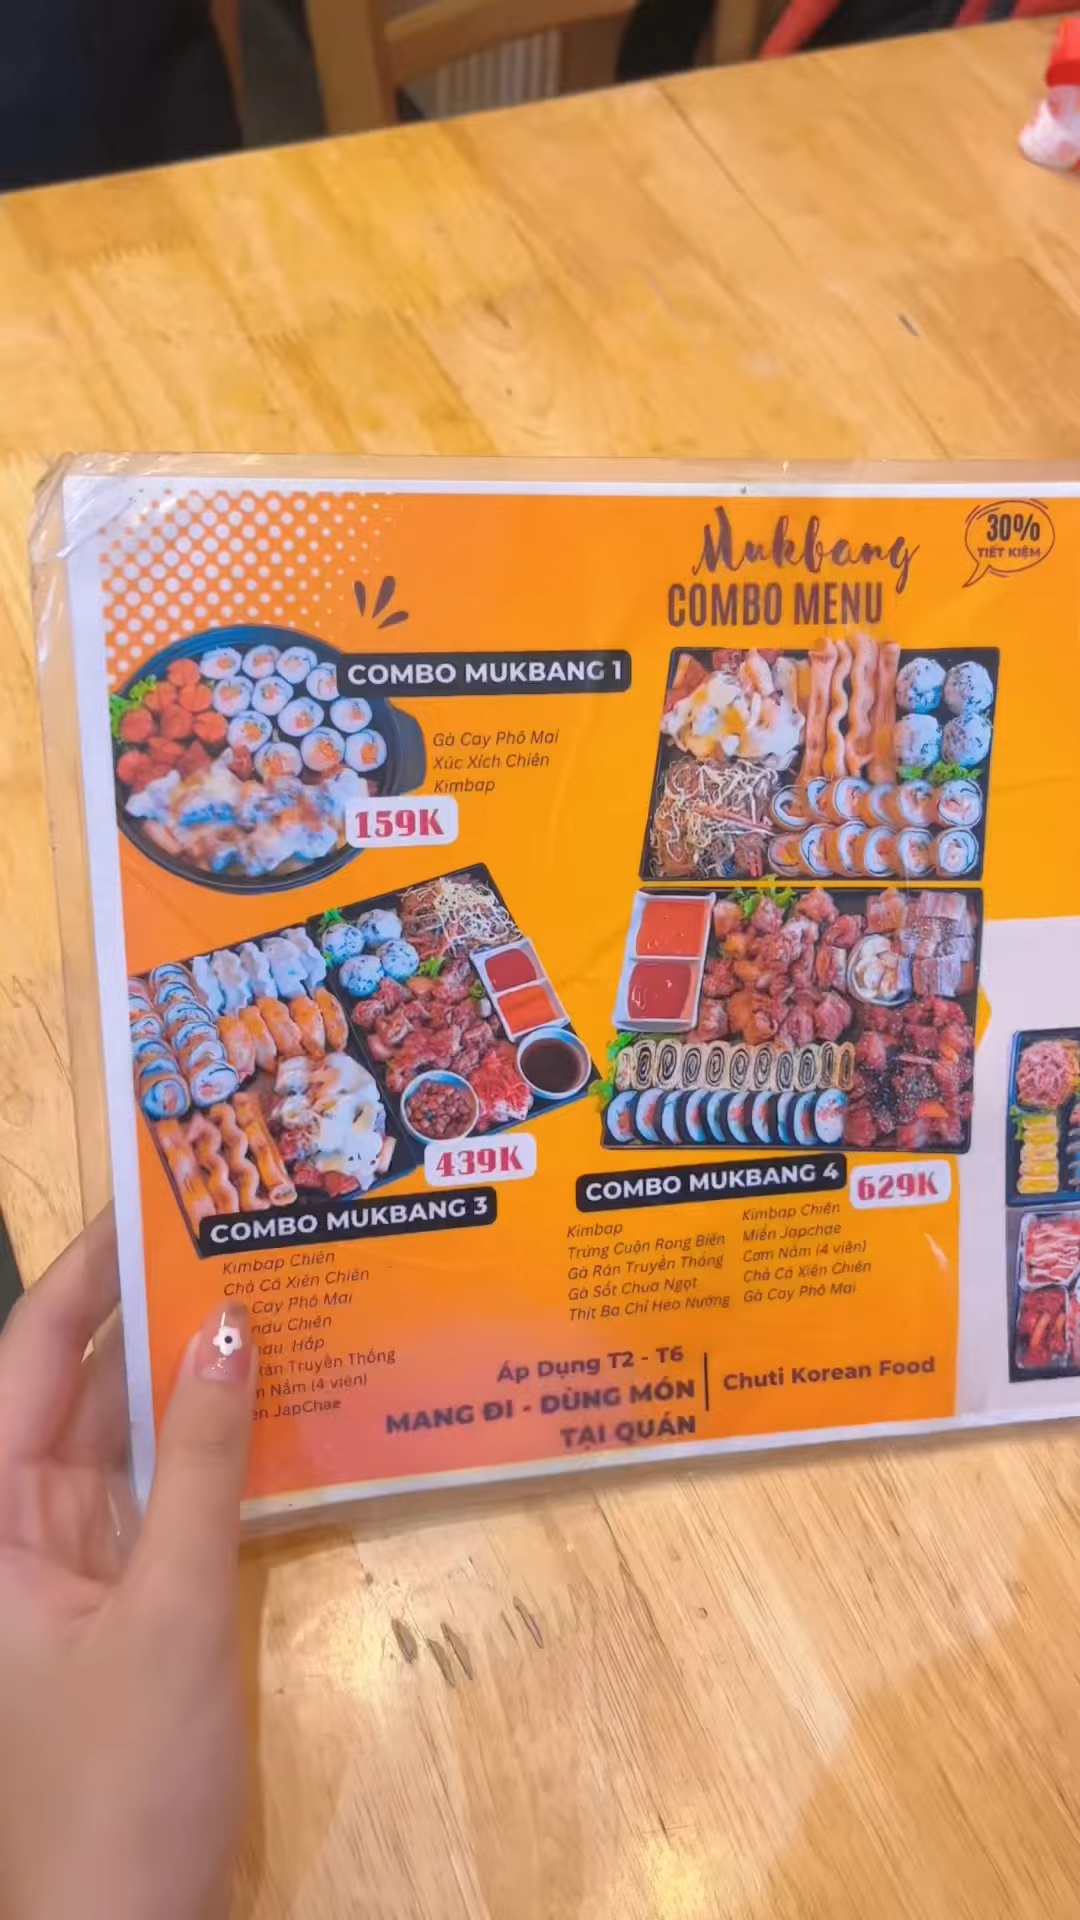 Mukbang
COMBO MENU
30%
TIẾT KIỆM
COMBO MUKBANG 1
Gà Cay Phô Mai
Xúc Xích Chiên
Kimbap
159K
439K
COMBO MUKBANG 3
Kimbap Chiên
Chả Cá Xiên Chiên
Cay Phô Mai
Chiên
Hấp
Truyền Thống
Nắm (4 viên)
JapChae
COMBO MUKBANG 4
629K
Kimbap
Trứng Cuộn Rong Biển
Gà Rán Truyền Thống
Gà Sốt Chua Ngọt
Thịt Ba Chỉ Heo Nướng
Kimbap Chiên
Miến Japchae
Cơm Nắm (4 viên)
Chả Cá Xiên Chiên
Gà Cay Phô Mai
Áp Dụng T2 - T6
MANG ĐI - DÙNG MÓN
TẠI QUÁN
Chuti Korean Food